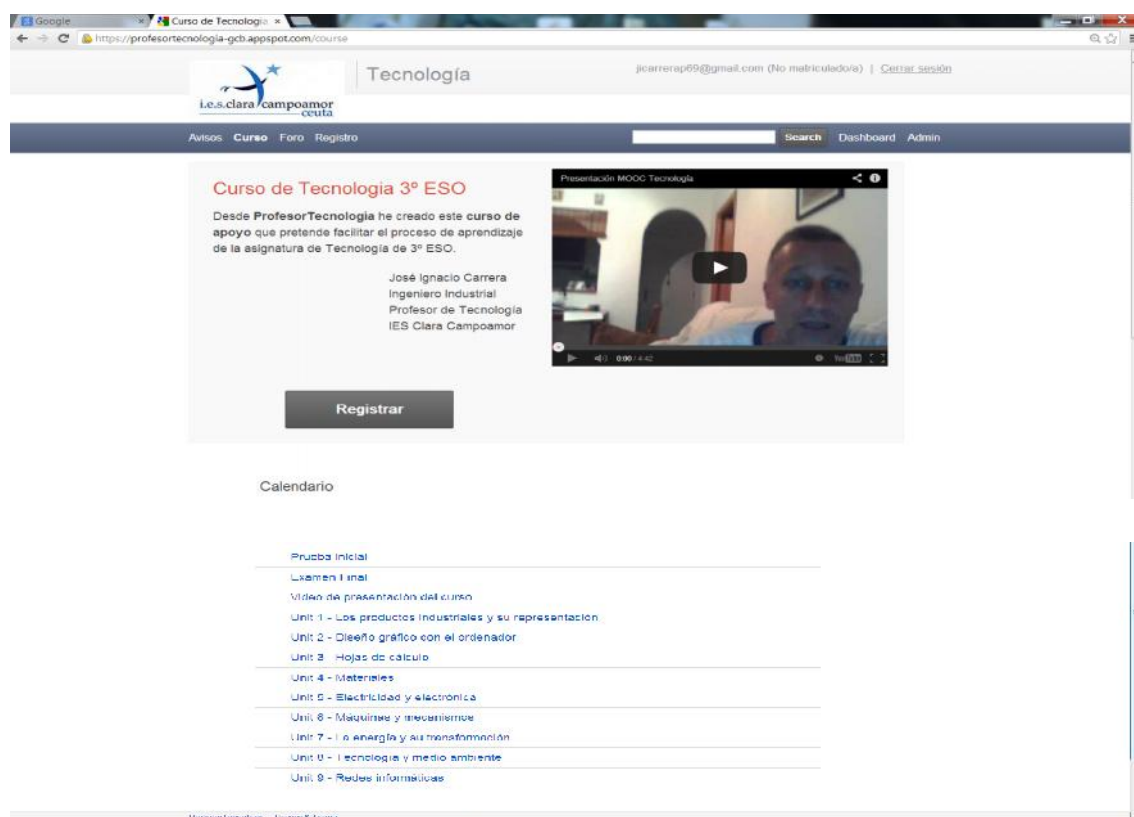 Google
Curso de Tecnología
https://profesortecnologia-gcb.appspot.com/course
i.e.s.clara campoamor
ceuta
Tecnología
jicarrerap69@gmail.com (No matriculado/a) | Cerrar sesión
Avisos Curso Foro Registro
Search Dashboard Admin
Curso de Tecnologia 3º ESO
Desde ProfesorTecnologia he creado este curso de
apoyo que pretende facilitar el proceso de aprendizaje
de la asignatura de Tecnología de 3º ESO.
José Ignacio Carrera
Ingeniero Industrial
Profesor de Tecnología
IES Clara Campoamor
Presentación MOOC Tecnología
0:00 / 4:42
YouTube
Registrar
Calendario
Prueba Inicial
Examen Final
Video de presentación del curso
Unit 1 - Los productos industriales y su representación
Unit 2 - Diseño gráfico con el ordenador
Unit 3 - Hojas de cálculo
Unit 4 - Materiales
Unit 5 - Electricidad y electrónica
Unit 6 - Máquinas y mecanismos
Unit 7 - La energía y su transformación
Unit 8 - Tecnología y medio ambiente
Unit 9 - Redes informáticas